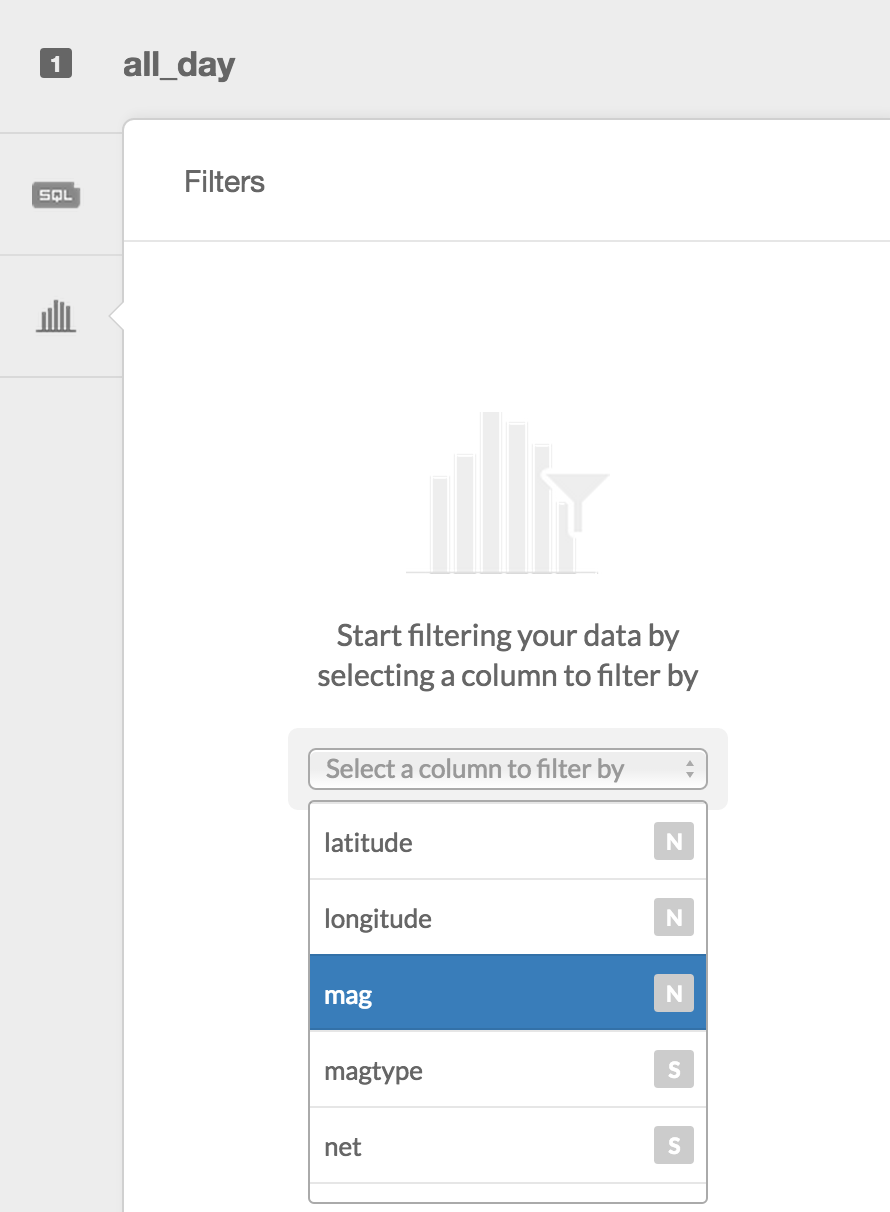 1
all_day
SQL
Filters
Start filtering your data by
selecting a column to filter by
Select a column to filter by
latitude N
longitude N
mag N
magtype S
net S